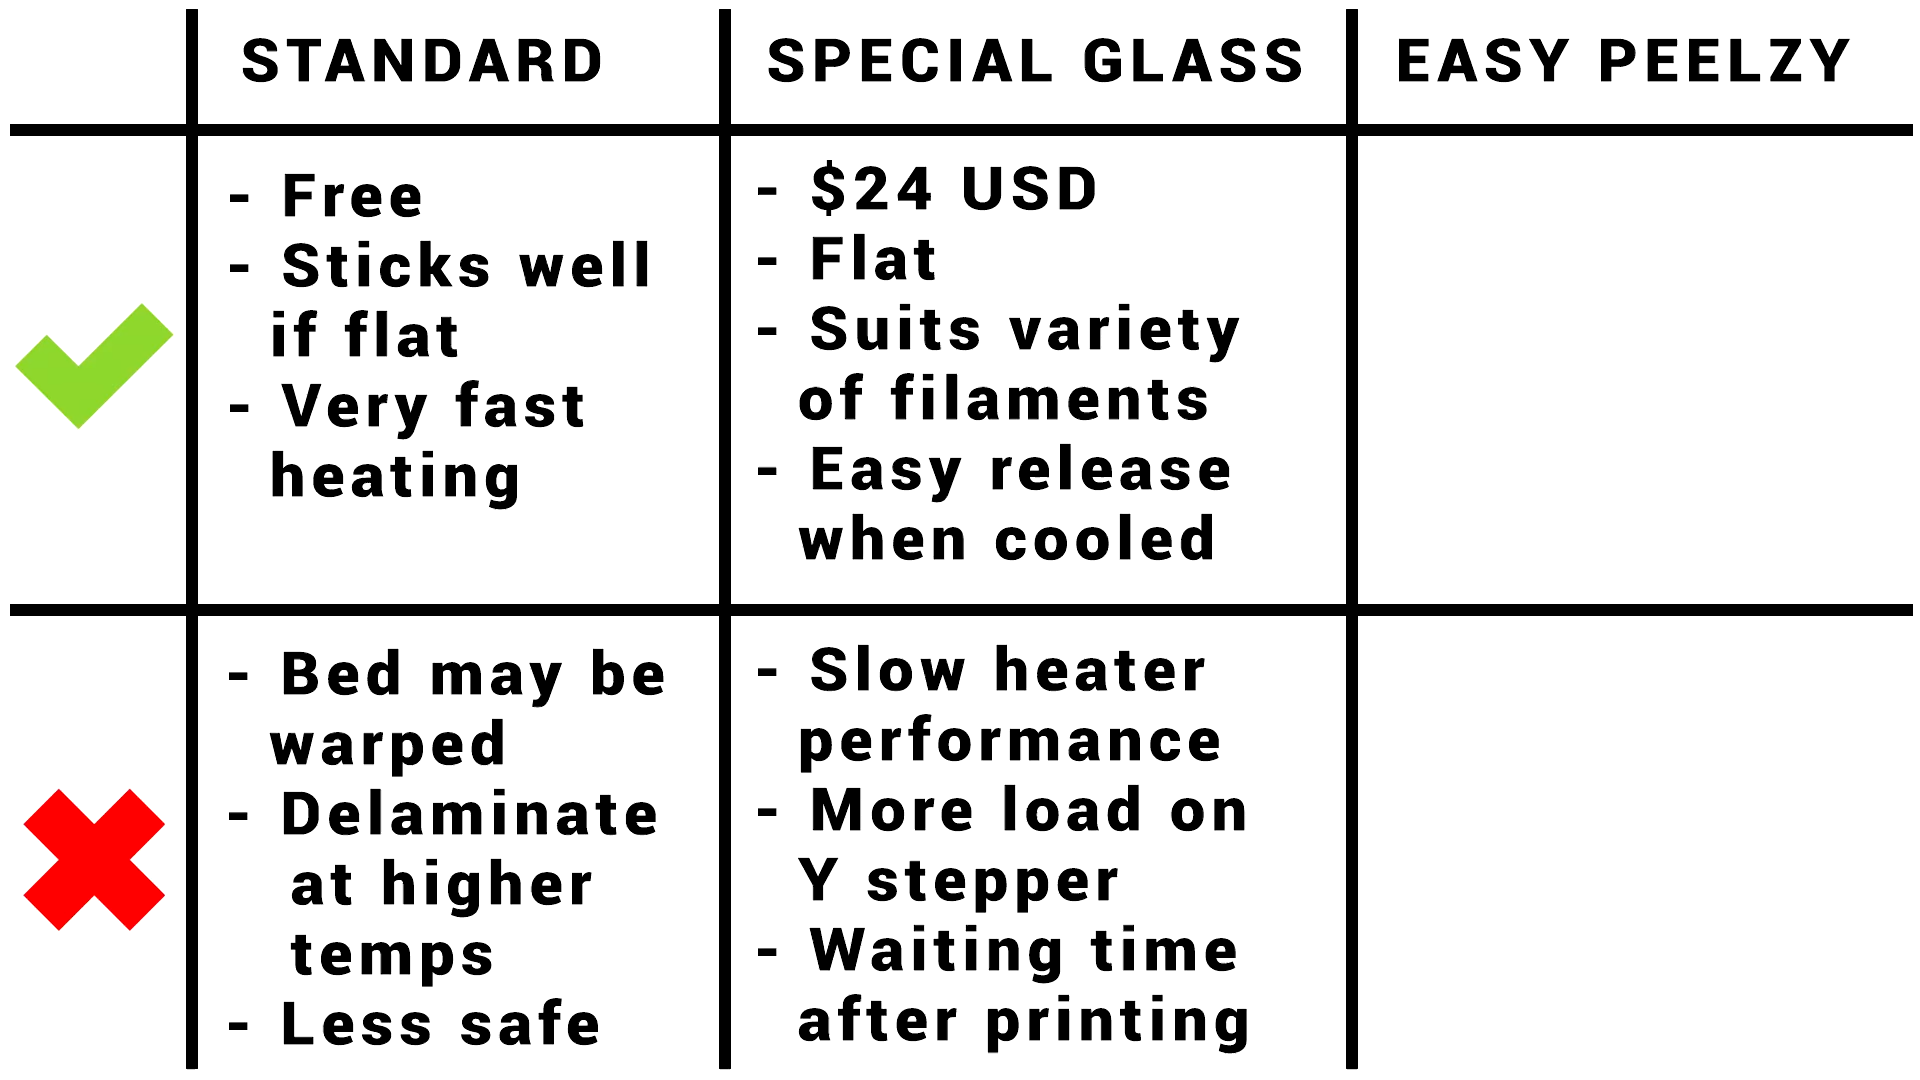 STANDARD SPECIAL GLASS EASY PEELZY
- Free
- Sticks well
if flat
- Very fast
heating
- $24 USD
- Flat
- Suits variety
of filaments
- Easy release
when cooled
- Bed may be
warped
- Delaminate
at higher
temps
- Less safe
- Slow heater
performance
- More load on
Y stepper
- Waiting time
after printing